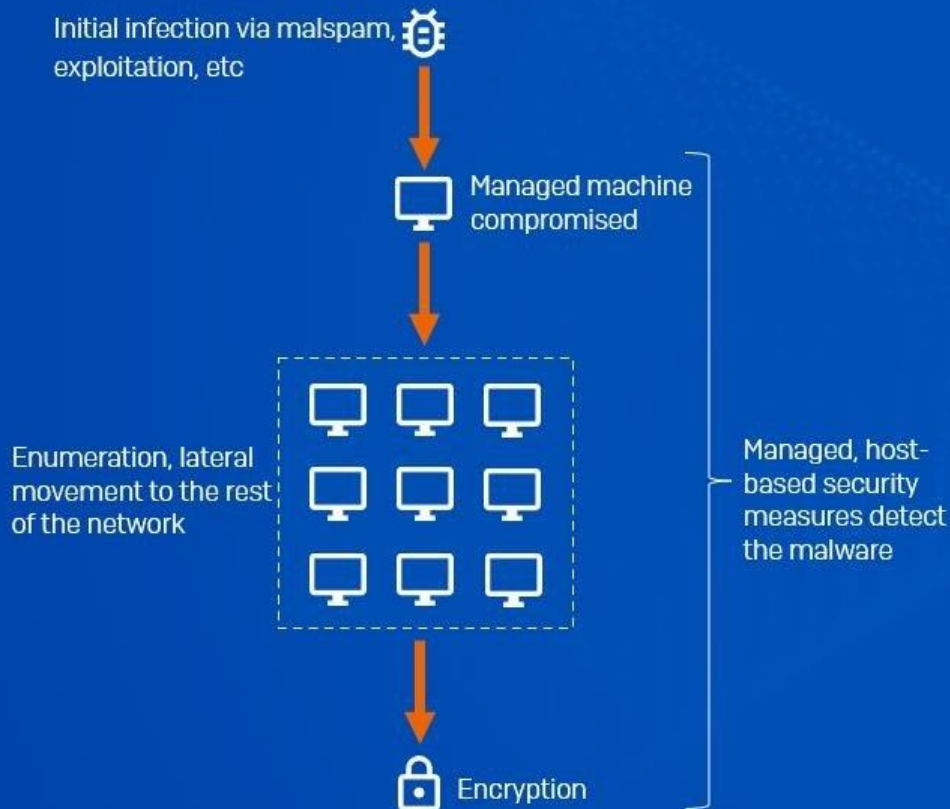 Initial infection via malspam,
exploitation, etc
Managed machine
compromised
Enumeration, lateral
movement to the rest
of the network
Managed, host-
based security
measures detect
the malware
Encryption